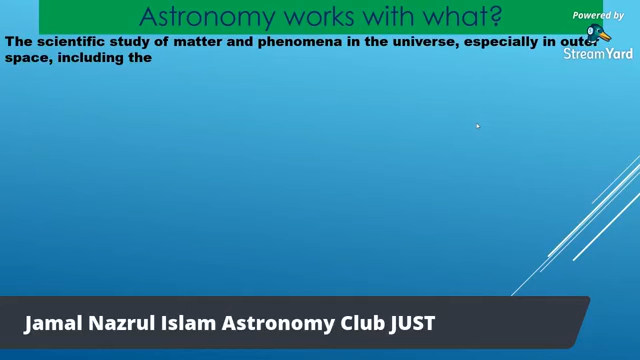 Astronomy works with what?
Powered by
StreamYard
The scientific study of matter and phenomena in the universe, especially in outer
space, including the
Jamal Nazrul Islam Astronomy Club JUST